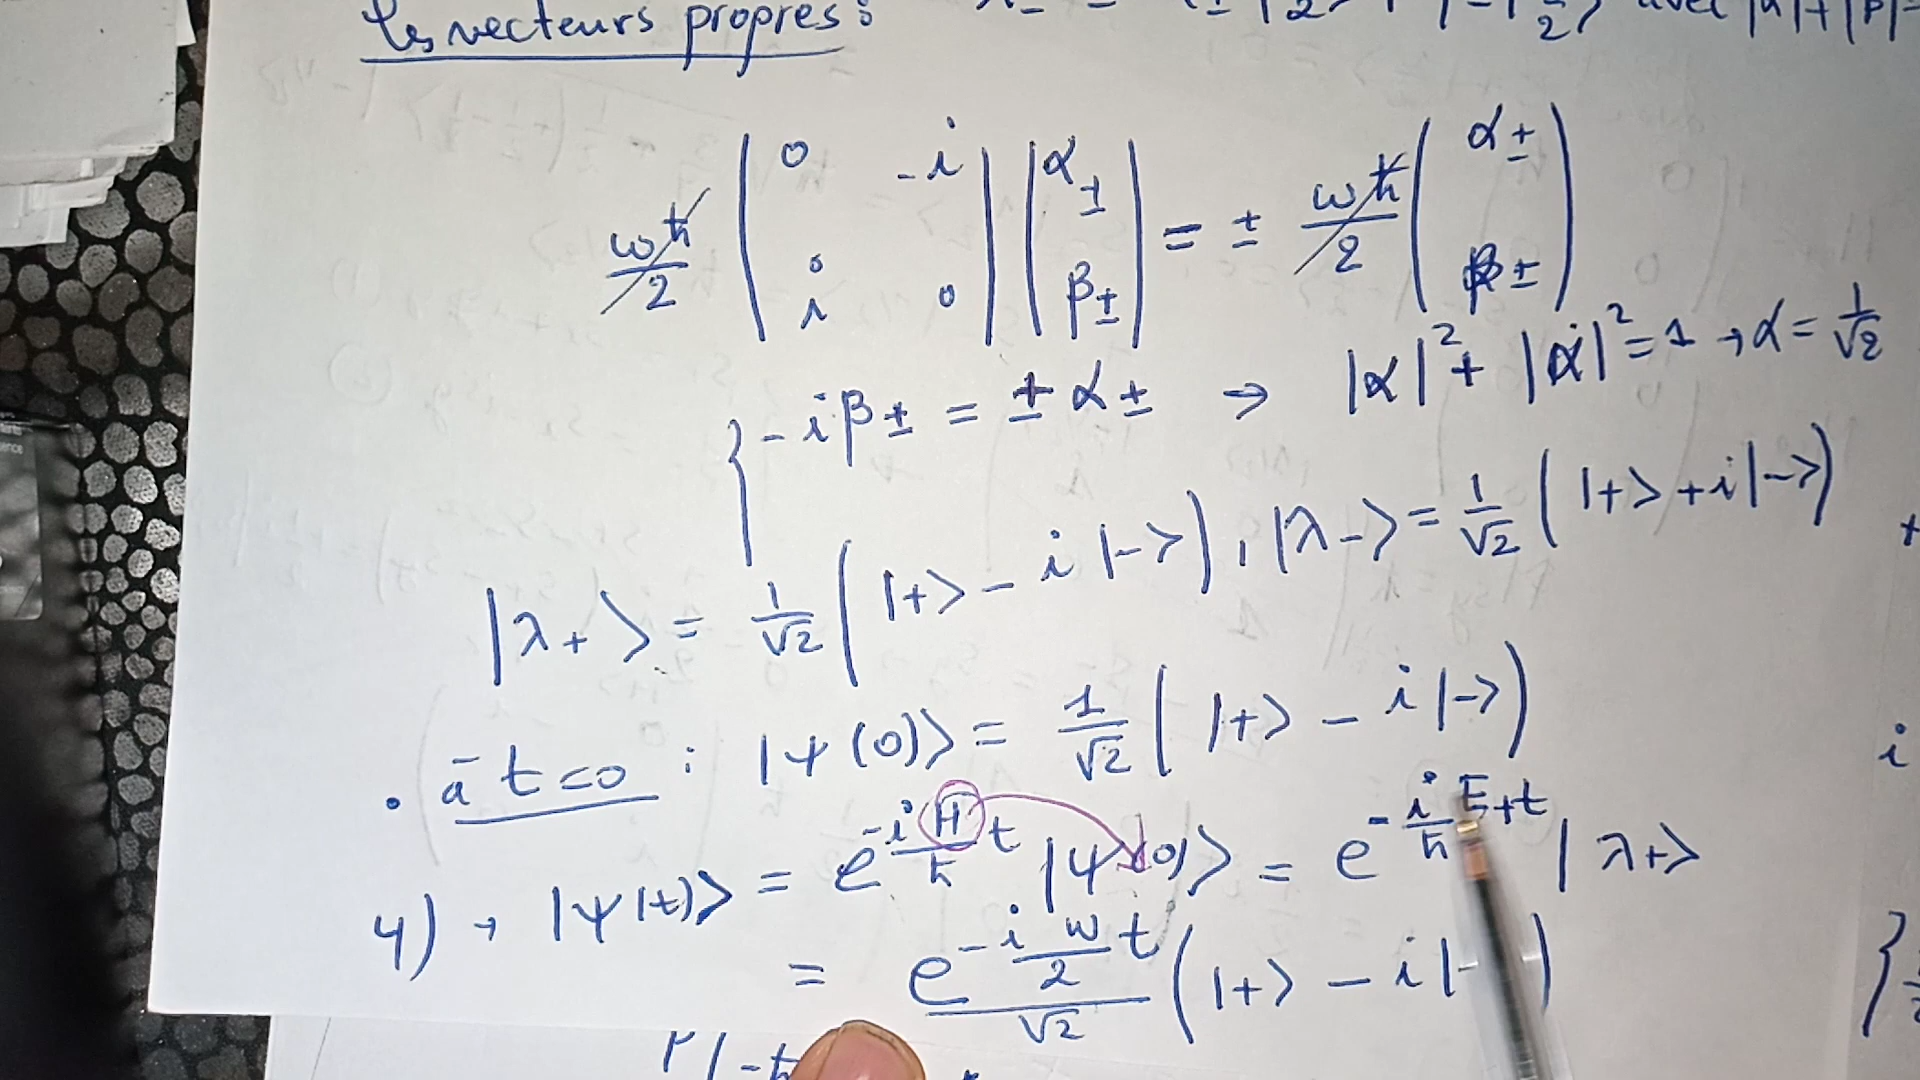 les vecteurs propres :
ωħ/2 | 0 -i | | α± | = ± ωħ/2 ( α± )
| i 0 | | β± | ( β± )
{ -iβ± = ±α± → |α|²+ |α|²=1 → α = 1/√2
|λ+> = 1/√2 ( |+> - i |-> ) , |λ-> = 1/√2 ( |+> + i |-> )
• à t=0 : |ψ(0)> = 1/√2 ( |+> - i |-> )
4) → |ψ(t)> = e^{-i H/ħ t} |ψ(0)> = e^{-i/ħ E+t} |λ+>
= e^{-i ω/2 t}/√2 ( |+> - i |- )